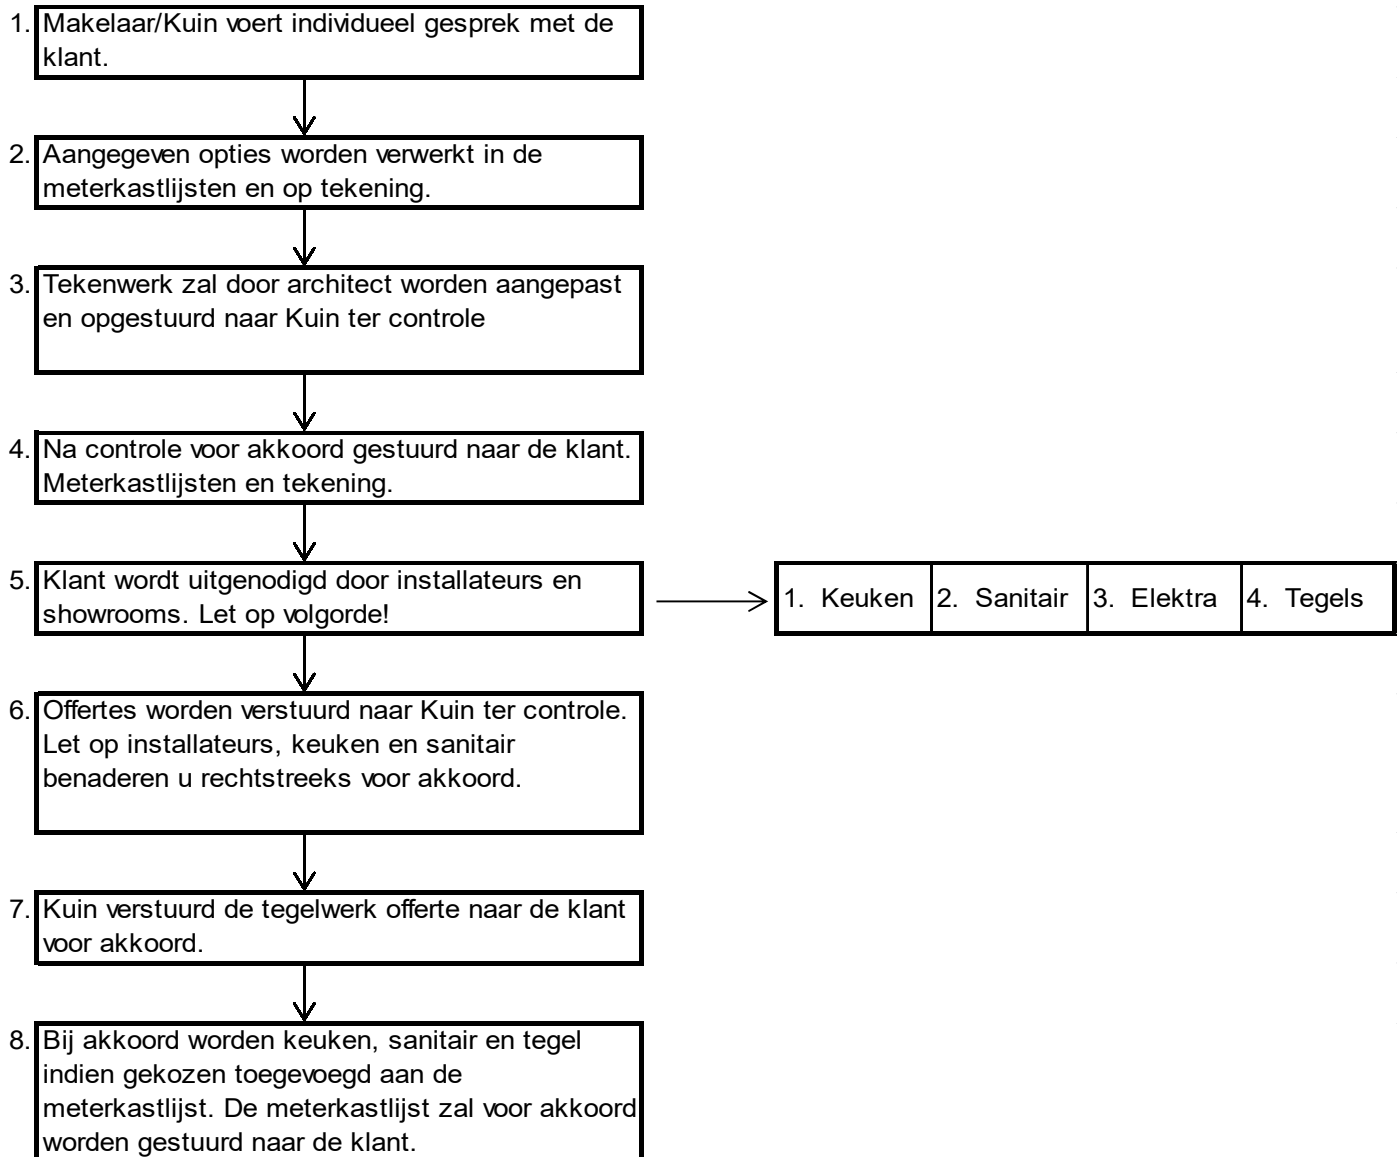 1. Makelaar/Kuin voert individueel gesprek met de
klant.
2. Aangegeven opties worden verwerkt in de
meterkastlijsten en op tekening.
3. Tekenwerk zal door architect worden aangepast
en opgestuurd naar Kuin ter controle
4. Na controle voor akkoord gestuurd naar de klant.
Meterkastlijsten en tekening.
5. Klant wordt uitgenodigd door installateurs en
showrooms. Let op volgorde!
1. Keuken 2. Sanitair 3. Elektra 4. Tegels
6. Offertes worden verstuurd naar Kuin ter controle.
Let op installateurs, keuken en sanitair
benaderen u rechtstreeks voor akkoord.
7. Kuin verstuurd de tegelwerk offerte naar de klant
voor akkoord.
8. Bij akkoord worden keuken, sanitair en tegel
indien gekozen toegevoegd aan de
meterkastlijst. De meterkastlijst zal voor akkoord
worden gestuurd naar de klant.